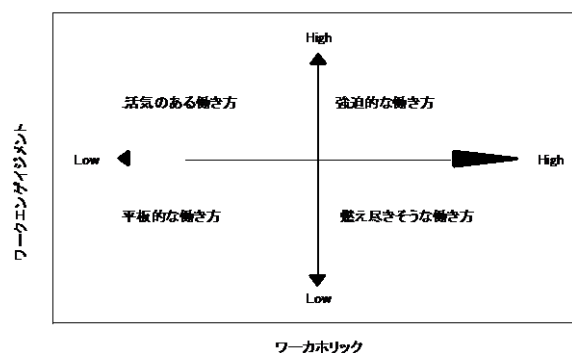 High
活気のある働き方
強迫的な働き方
Low
High
平板的な働き方
燃え尽きそうな働き方
Low
ワークエンゲイジメント
ワーカホリック